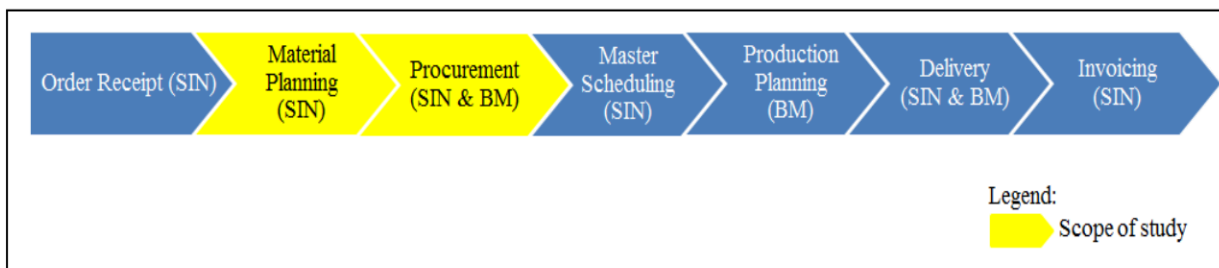 Order Receipt (SIN)
Material
Planning
(SIN)
Procurement
(SIN & BM)
Master
Scheduling
(SIN)
Production
Planning
(BM)
Delivery
(SIN & BM)
Invoicing
(SIN)
Legend:
Scope of study